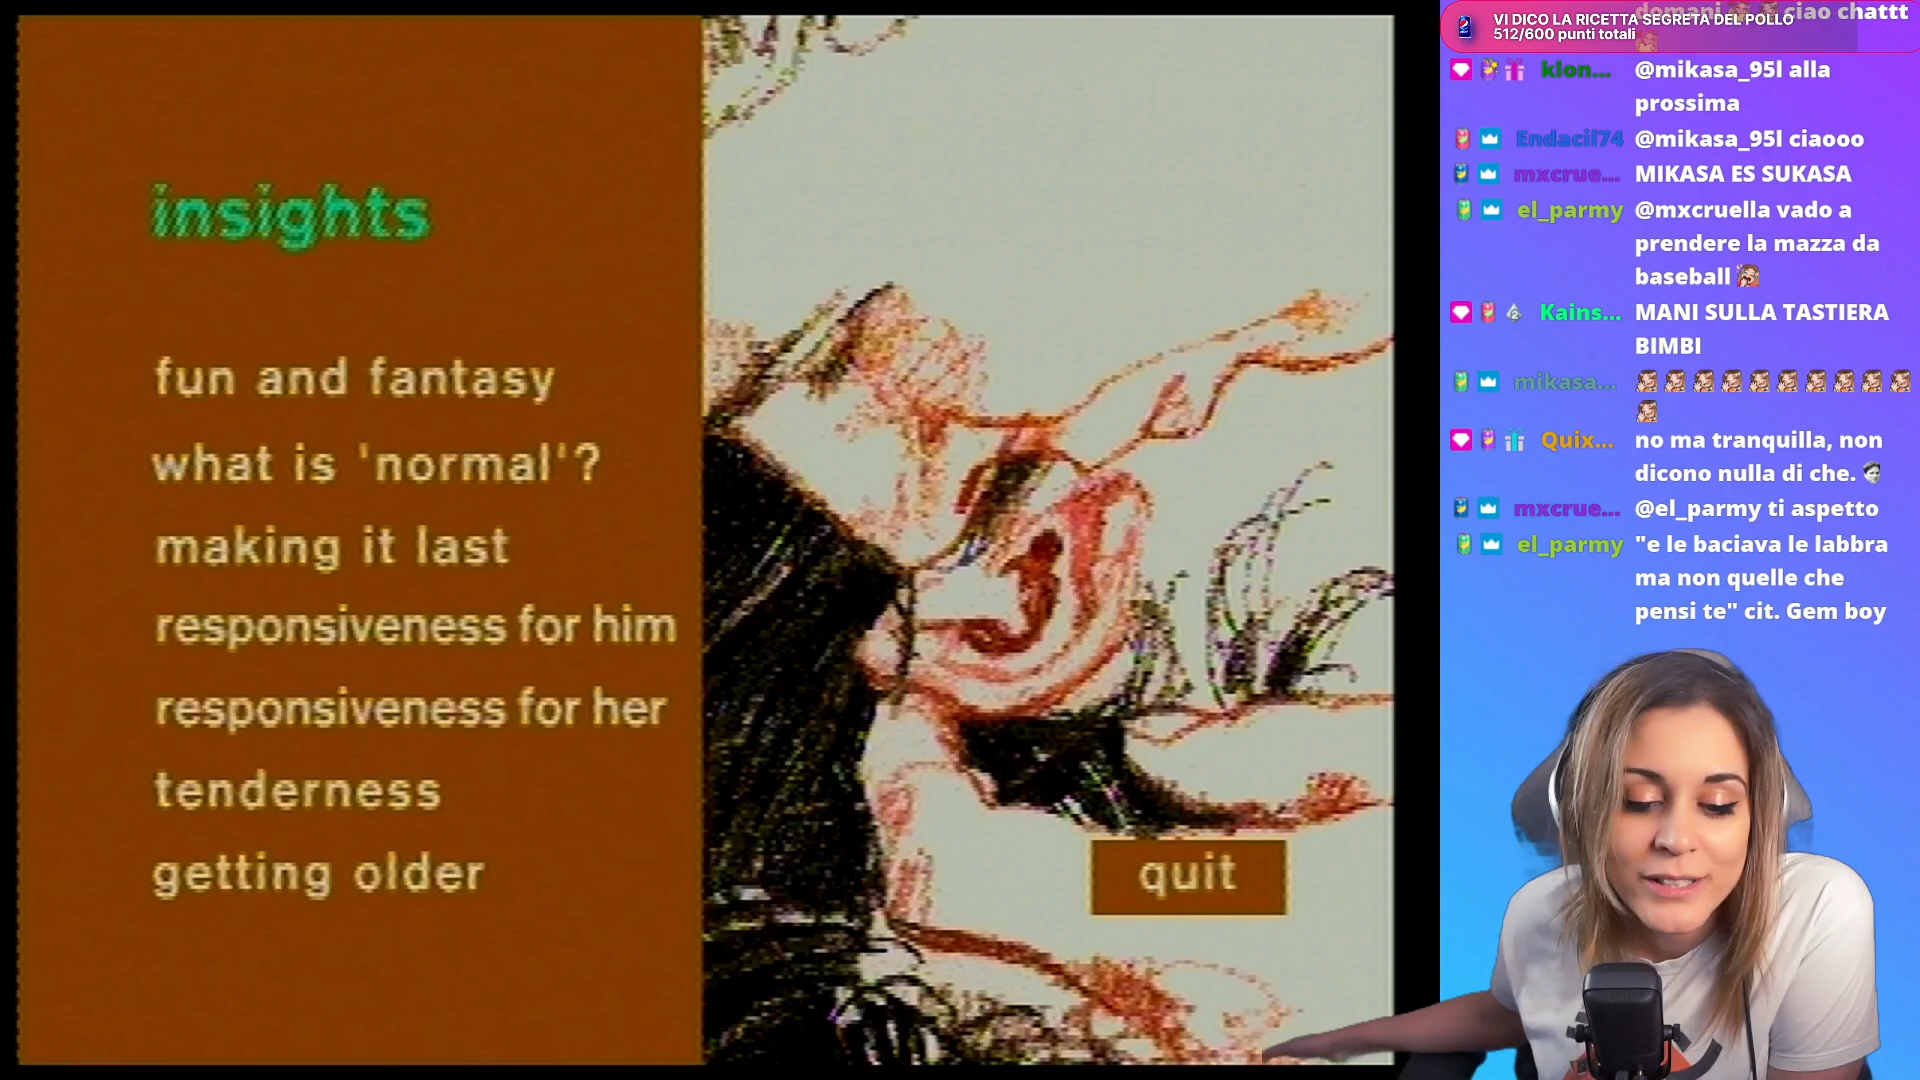 insights
fun and fantasy
what is 'normal'?
making it last
responsiveness for him
responsiveness for her
tenderness
getting older
quit
domani ciao chattt
VI DICO LA RICETTA SEGRETA DEL POLLO
512/600 punti totali
klon... @mikasa_95l alla
prossima
Endacil74 @mikasa_95l ciaooo
mxcrue... MIKASA ES SUKASA
el_parmy @mxcruella vado a
prendere la mazza da
baseball
Kains... MANI SULLA TASTIERA
BIMBI
mikasa...
Quix... no ma tranquilla, non
dicono nulla di che.
mxcrue... @el_parmy ti aspetto
el_parmy "e le baciava le labbra
ma non quelle che
pensi te" cit. Gem boy